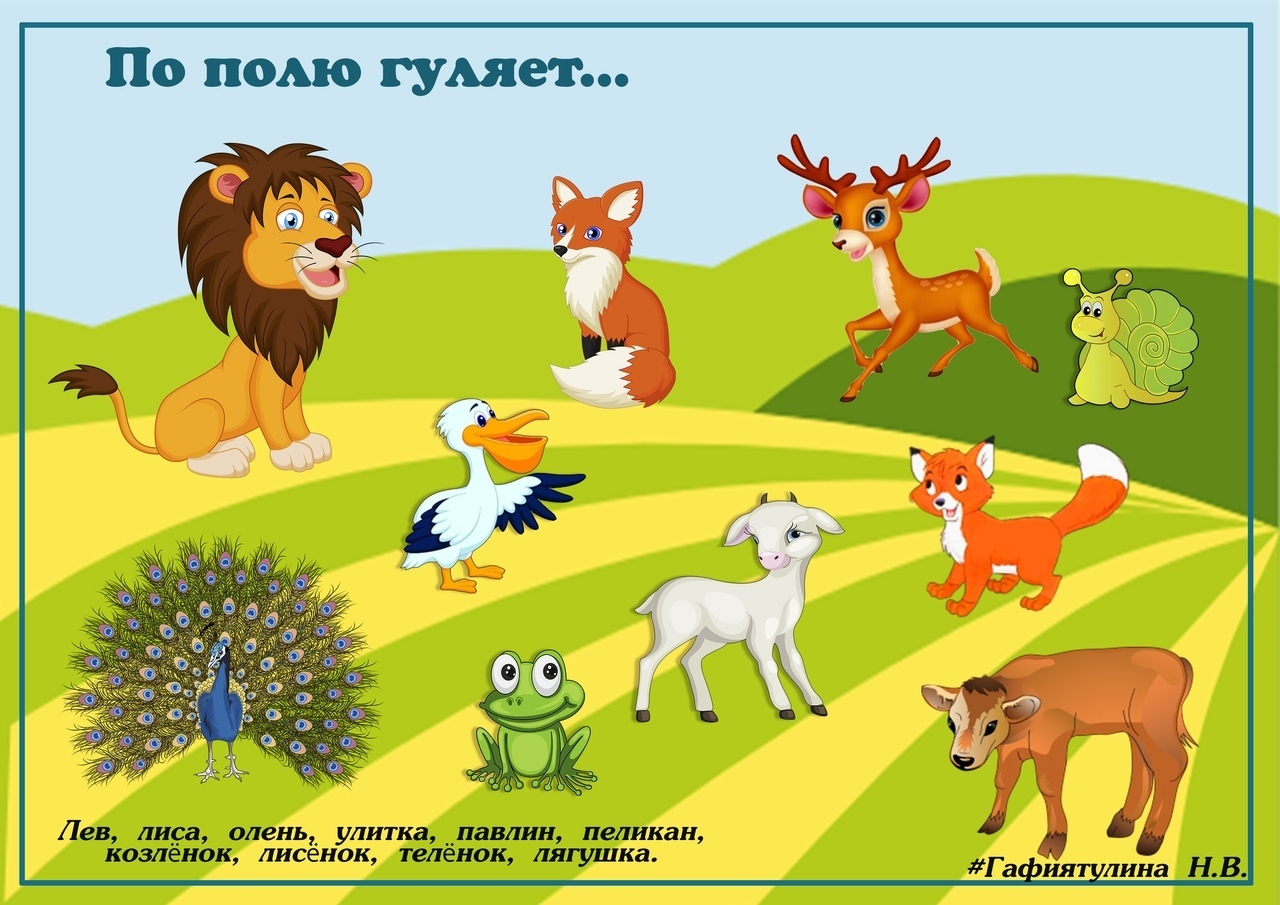 По полю гуляет...
Лев, лиса, олень, улитка, павлин, пеликан,
козлёнок, лисёнок, телёнок, лягушка.
#Гафиятулина Н.В.